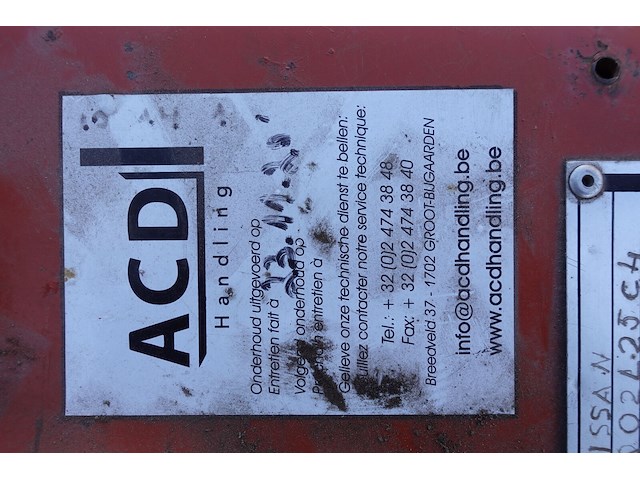 ACD
Handling
Onderhoud uitgevoerd op
Entretien fait à
Volgend onderhoud op
Prochain entretien à
Gelieve onze technische dienst te bellen:
Veuillez contacter notre service technique:
Tel.: + 32 (0)2 474 38 48
Fax: + 32 (0)2 474 38 40
Breedveld 37 - 1702 GROOT-BIJGAARDEN
info@acdhandling.be
www.acdhandling.be
ISSAN